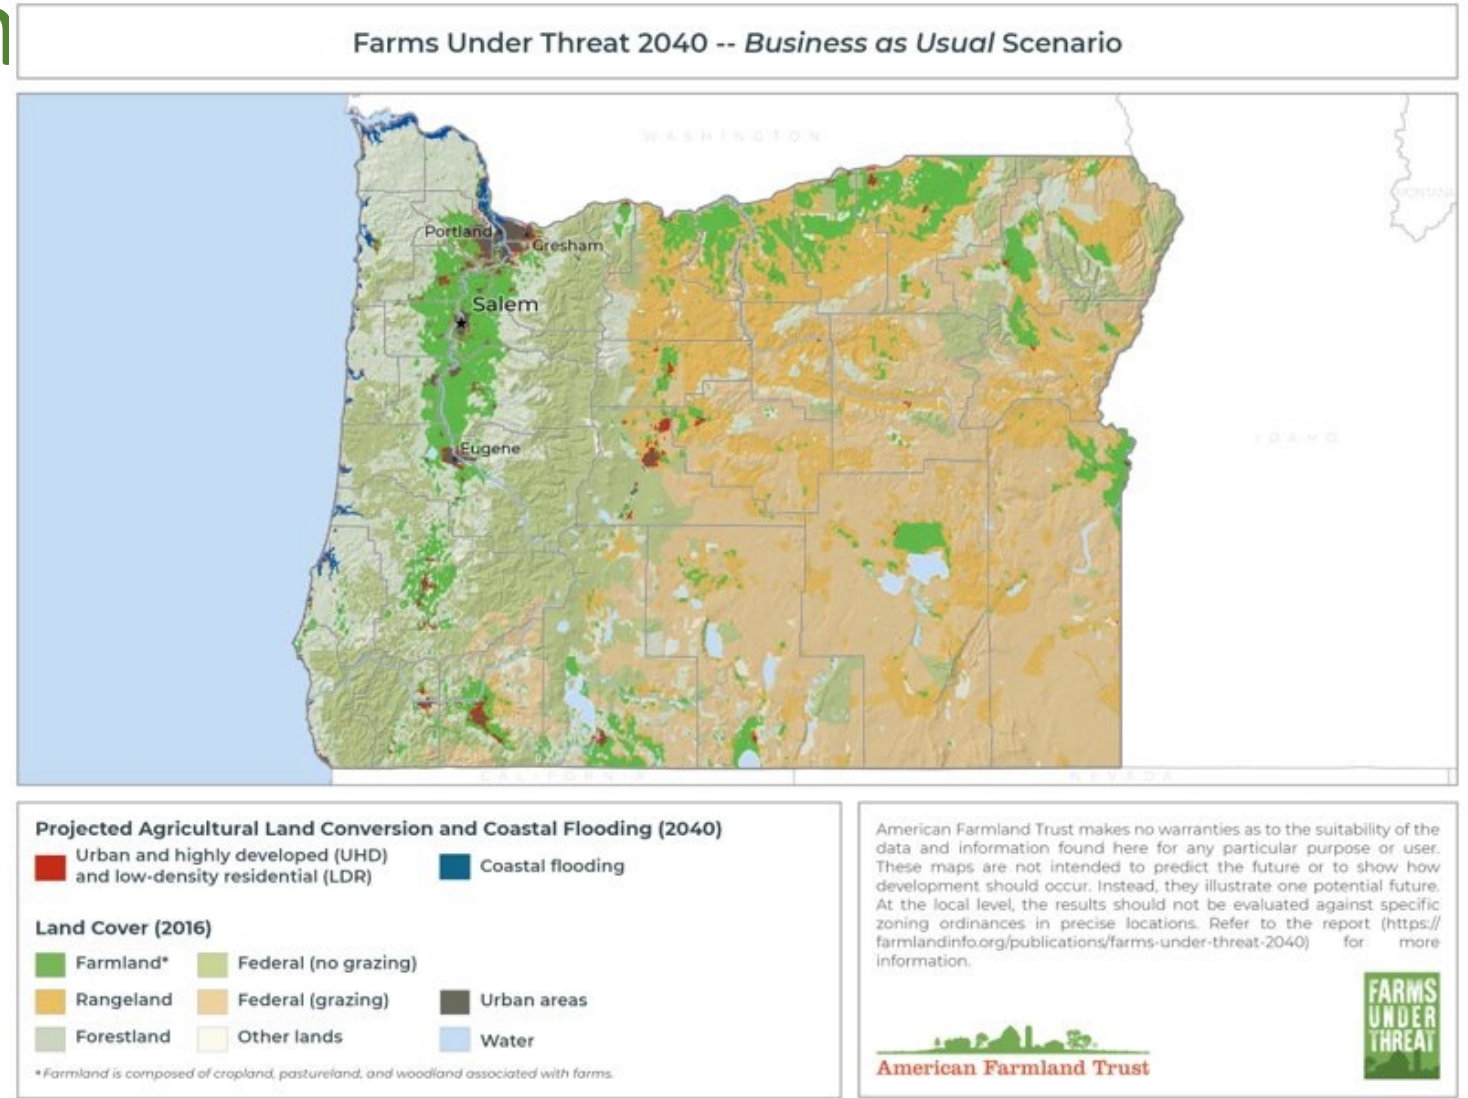 Farms Under Threat 2040 -- Business as Usual Scenario
WASHINGTON
MONTANA
Portland
Gresham
Salem
IDAHO
Eugene
CALIFORNIA
NEVADA
Projected Agricultural Land Conversion and Coastal Flooding (2040)
Urban and highly developed (UHD)
and low-density residential (LDR)
Coastal flooding
Land Cover (2016)
Farmland*
Federal (no grazing)
Rangeland
Federal (grazing)
Urban areas
Forestland
Other lands
Water
*Farmland is composed of cropland, pastureland, and woodland associated with farms.
American Farmland Trust makes no warranties as to the suitability of the
data and information found here for any particular purpose or user.
These maps are not intended to predict the future or to show how
development should occur. Instead, they illustrate one potential future.
At the local level, the results should not be evaluated against specific
zoning ordinances in precise locations. Refer to the report (https://
farmlandinfo.org/publications/farms-under-threat-2040) for more
information.
American Farmland Trust
FARMS
UNDER
THREAT